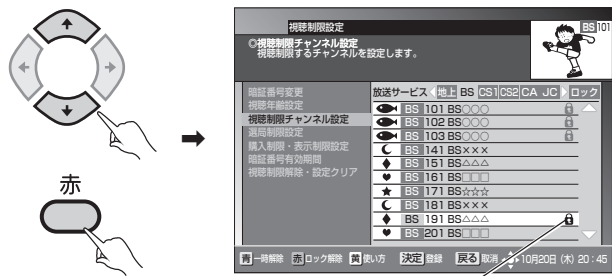 視聴制限設定
BS 101
◎視聴制限チャンネル設定
視聴制限するチャンネルを設定します。
暗証番号変更
視聴年齢設定
視聴制限チャンネル設定
選局制限設定
購入制限・表示制限設定
暗証番号有効期間
視聴制限解除・設定クリア
放送サービス 地上 BS CS1 CS2 CA JC ロック
BS 101 BS○○○
BS 102 BS○○○
BS 103 BS○○○
BS 141 BS×××
BS 151 BS△△△
BS 161 BS□□□
BS 171 BS☆☆☆
BS 181 BS×××
BS 191 BS△△△
BS 201 BS□□□
赤
青 一時解除 赤 ロック解除 黄 使い方 決定 登録 戻る 取消 10月20日(木) 20:45